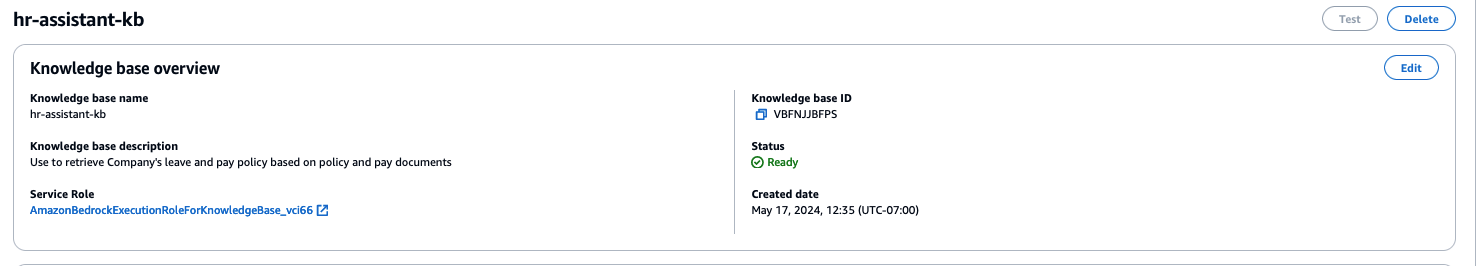 hr-assistant-kb
Test
Delete
Knowledge base overview
Edit
Knowledge base name
hr-assistant-kb
Knowledge base description
Use to retrieve Company's leave and pay policy based on policy and pay documents
Service Role
AmazonBedrockExecutionRoleForKnowledgeBase_vci66
Knowledge base ID
VBFNJJBFPS
Status
Ready
Created date
May 17, 2024, 12:35 (UTC-07:00)